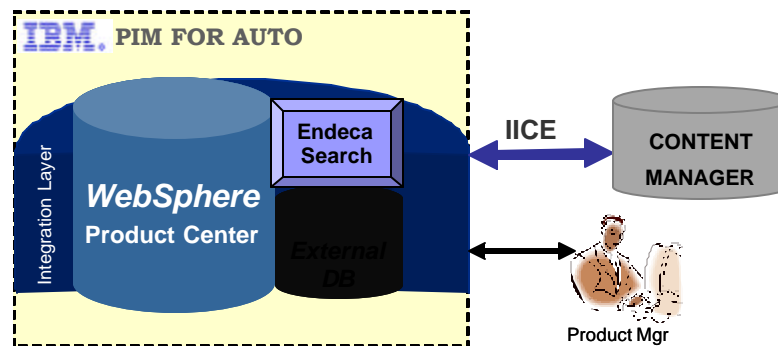 IBM. PIM FOR AUTO
Endeca
Search
IICE
CONTENT
MANAGER
Integration Layer
WebSphere
Product Center
External
DB
Product Mgr